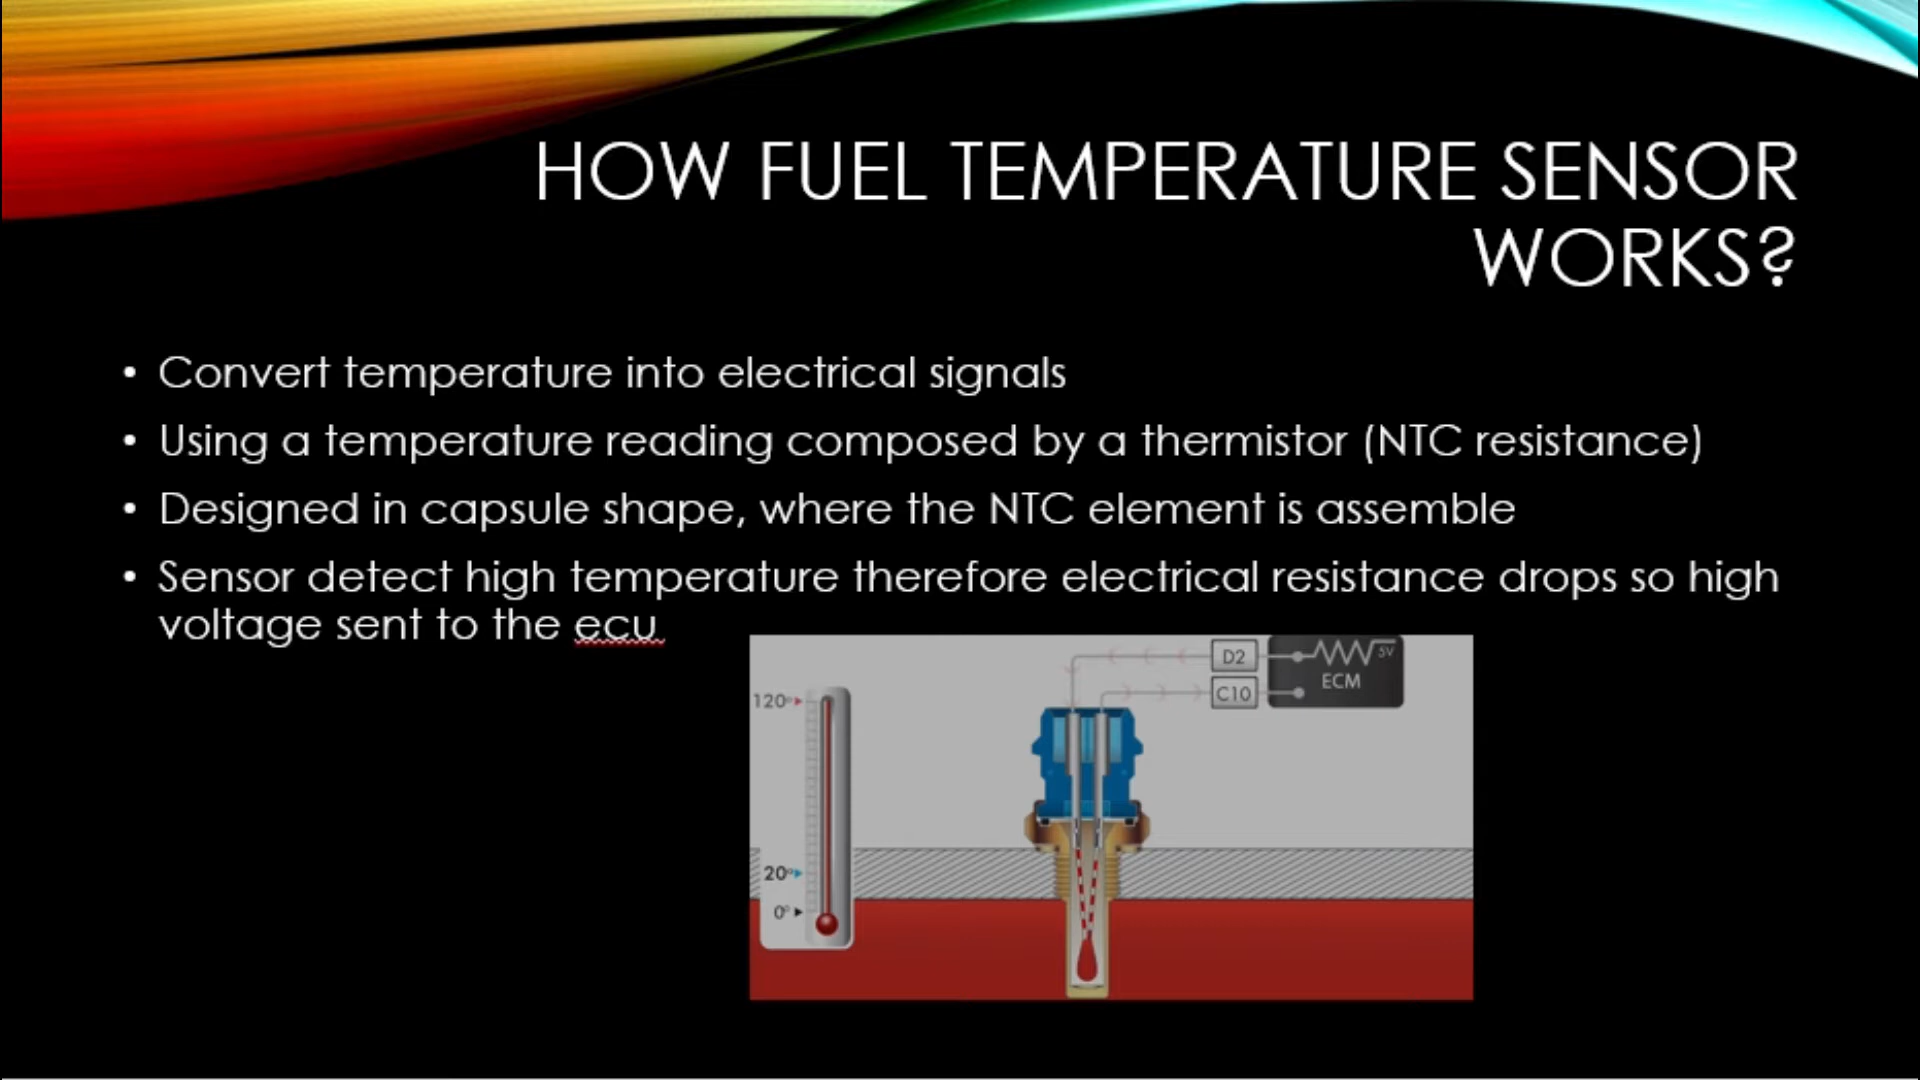 HOW FUEL TEMPERATURE SENSOR
WORKS?
• Convert temperature into electrical signals
• Using a temperature reading composed by a thermistor (NTC resistance)
• Designed in capsule shape, where the NTC element is assemble
• Sensor detect high temperature therefore electrical resistance drops so high
voltage sent to the ecu
D2
5V
ECM
C10
120°
20°
0°